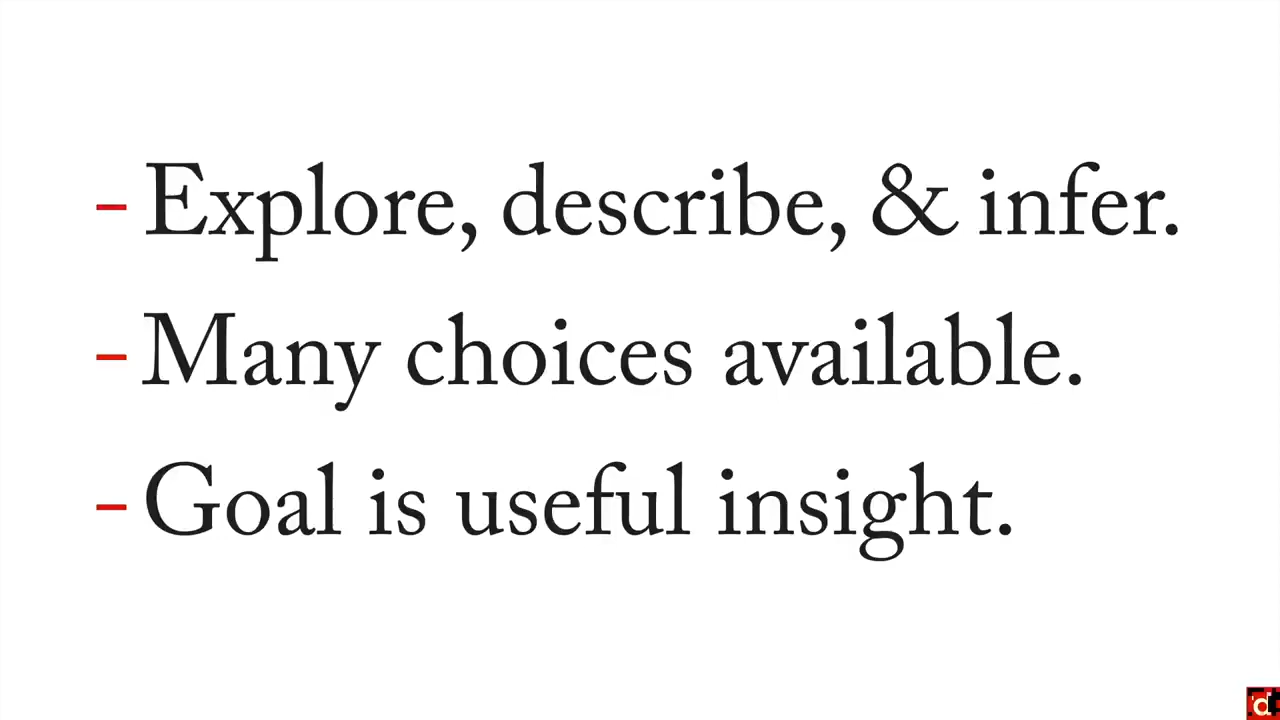 - Explore, describe, & infer.
- Many choices available.
- Goal is useful insight.
d